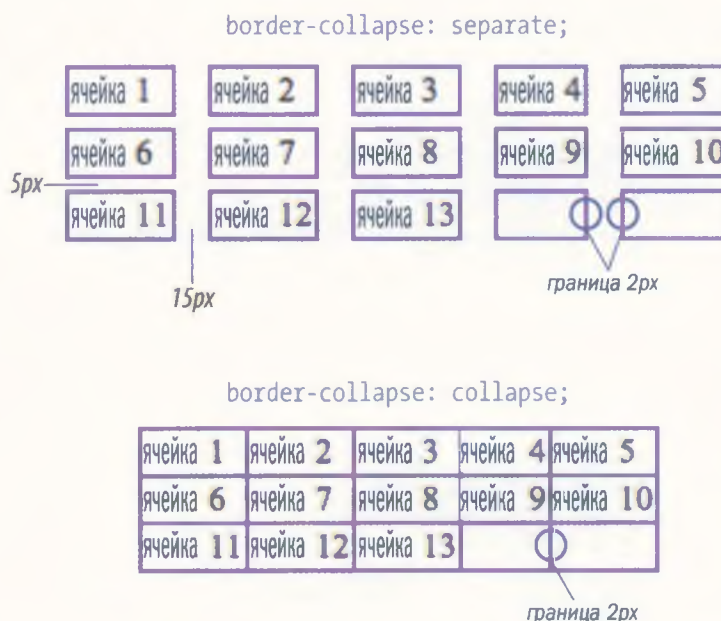 border-collapse: separate;
ячейка 1 ячейка 2 ячейка 3 ячейка 4 ячейка 5
ячейка 6 ячейка 7 ячейка 8 ячейка 9 ячейка 10
5px
ячейка 11 ячейка 12 ячейка 13
граница 2px
15px
border-collapse: collapse;
ячейка 1 ячейка 2 ячейка 3 ячейка 4 ячейка 5
ячейка 6 ячейка 7 ячейка 8 ячейка 9 ячейка 10
ячейка 11 ячейка 12 ячейка 13
граница 2px